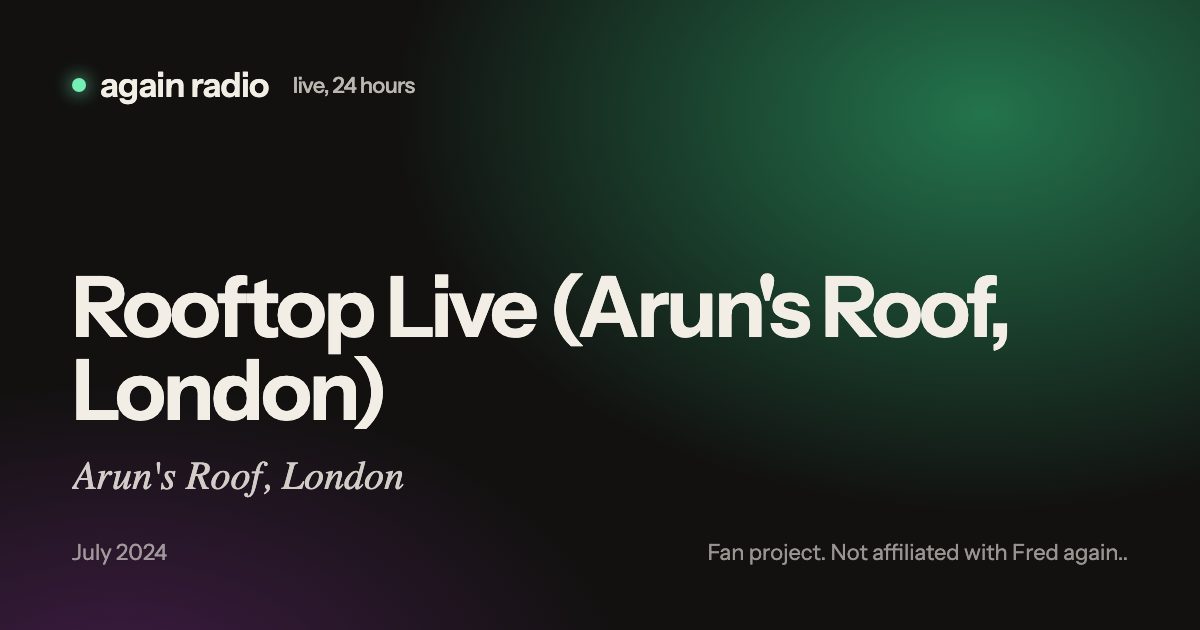 again radio live, 24 hours
Rooftop Live (Arun's Roof,
London)
Arun's Roof, London
July 2024
Fan project. Not affiliated with Fred again..